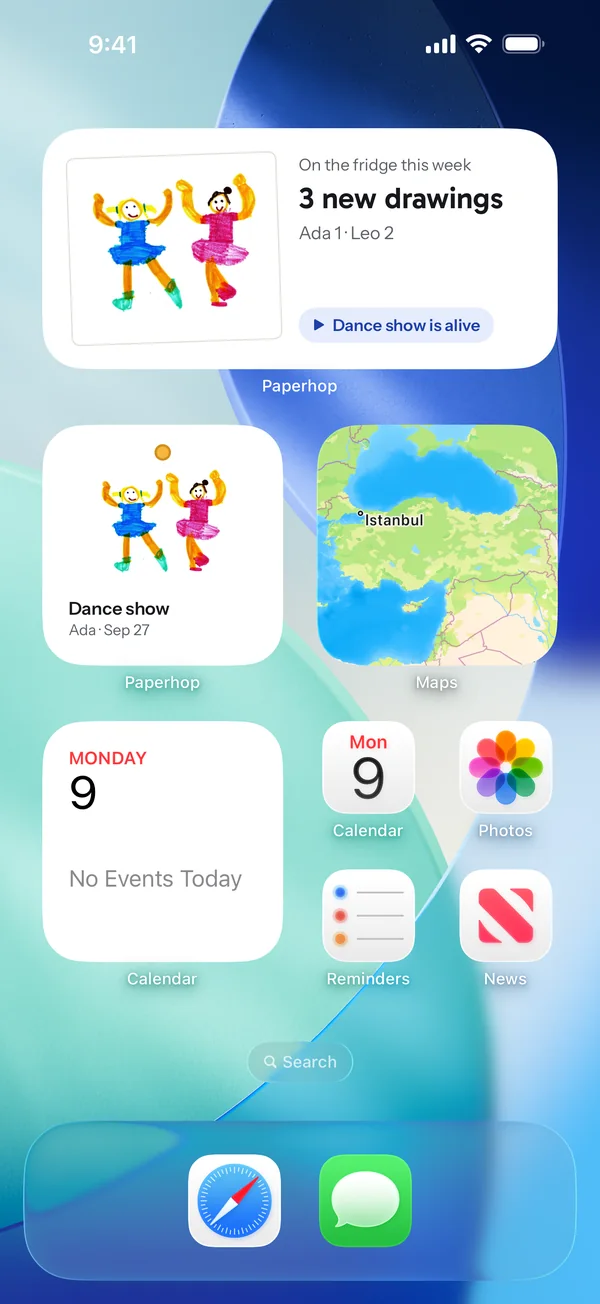 9:41
On the fridge this week
3 new drawings
Ada 1 · Leo 2
Dance show is alive
Paperhop
Dance show
Ada · Sep 27
Paperhop
Istanbul
Maps
MONDAY
9
No Events Today
Calendar
Mon
9
Calendar
Photos
Reminders
News
Search